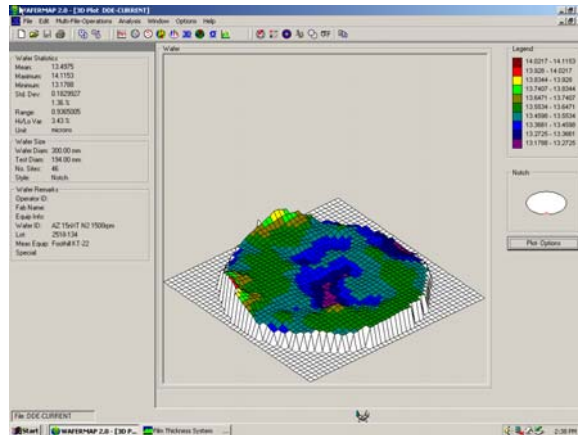 WAFERMAP 2.0 - [3D Plot DDE-CURRENT]
File Edit Multi-File-Operations Analysis Window Options Help
Wafer Statistics
Mean: 13.4975
Maximum: 14.1153
Minimum: 13.1788
Std. Dev:
1.36 %
Range:
Hi/Lo Var: 3.43 %
Unit microns
Wafer Size
Wafer Diam: 300.00 mm
Test Diam: 194.00 mm
No. Sites: 46
Style: Notch
Wafer Remarks
Operator ID:
Fab Name:
Equip Info:
Wafer ID: AZ 15nXT N2 1500rpm
Lot: 2518-134
Meas Equip: Foothill KT-22
Special
Wafer
Legend
14.0217 - 14.1153
13.928 - 14.0217
13.8344 - 13.928
13.7407 - 13.8344
13.6471 - 13.7407
13.5534 - 13.6471
13.4598 - 13.5534
13.3661 - 13.4598
13.2725 - 13.3661
13.1788 - 13.2725
Notch
Plot Options
File: DDE-CURRENT
Start
WAFERMAP 2.0 - [3D P...
Film Thickness System ...
2:38 PM